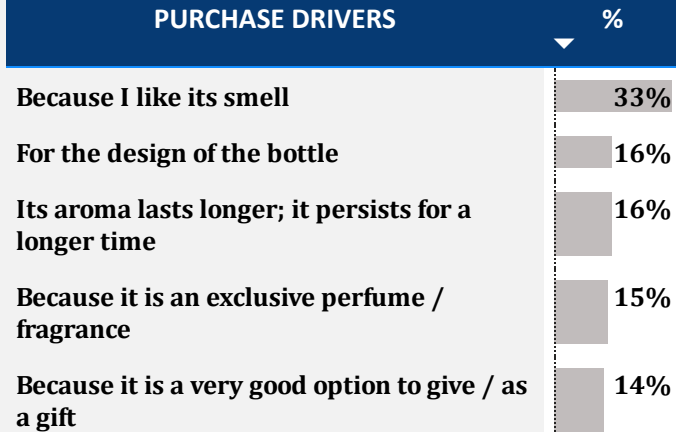 PURCHASE DRIVERS %
Because I like its smell 33%
For the design of the bottle 16%
Its aroma lasts longer; it persists for a 16%
longer time
Because it is an exclusive perfume / 15%
fragrance
Because it is a very good option to give / as 14%
a gift